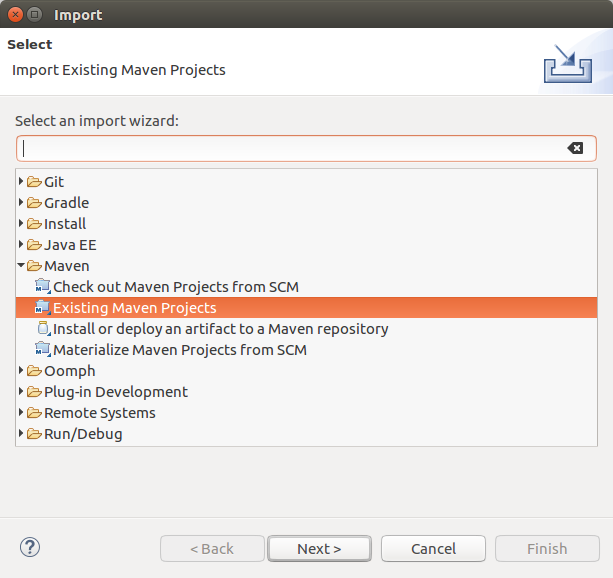 Import
Select
Import Existing Maven Projects
Select an import wizard:
Git
Gradle
Install
Java EE
Maven
Check out Maven Projects from SCM
Existing Maven Projects
Install or deploy an artifact to a Maven repository
Materialize Maven Projects from SCM
Oomph
Plug-in Development
Remote Systems
Run/Debug
? < Back Next > Cancel Finish